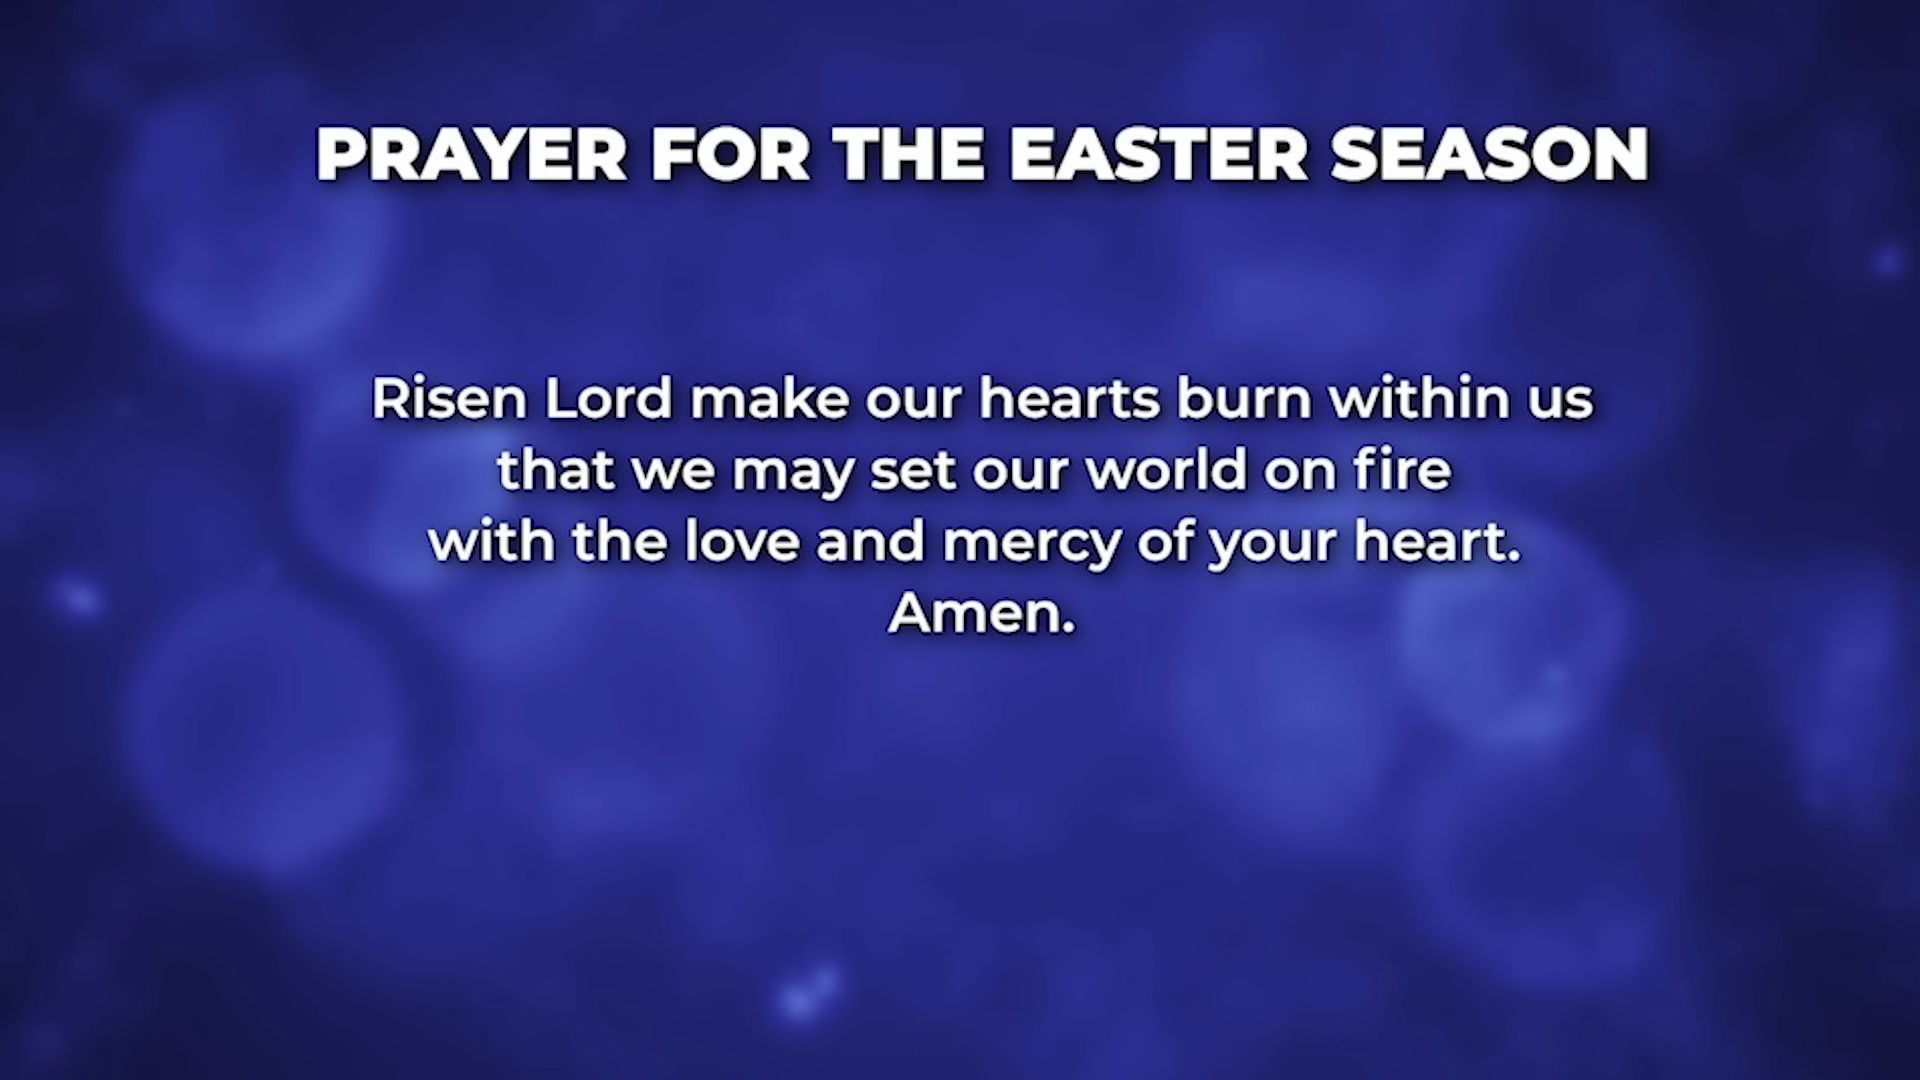 PRAYER FOR THE EASTER SEASON
Risen Lord make our hearts burn within us
that we may set our world on fire
with the love and mercy of your heart.
Amen.